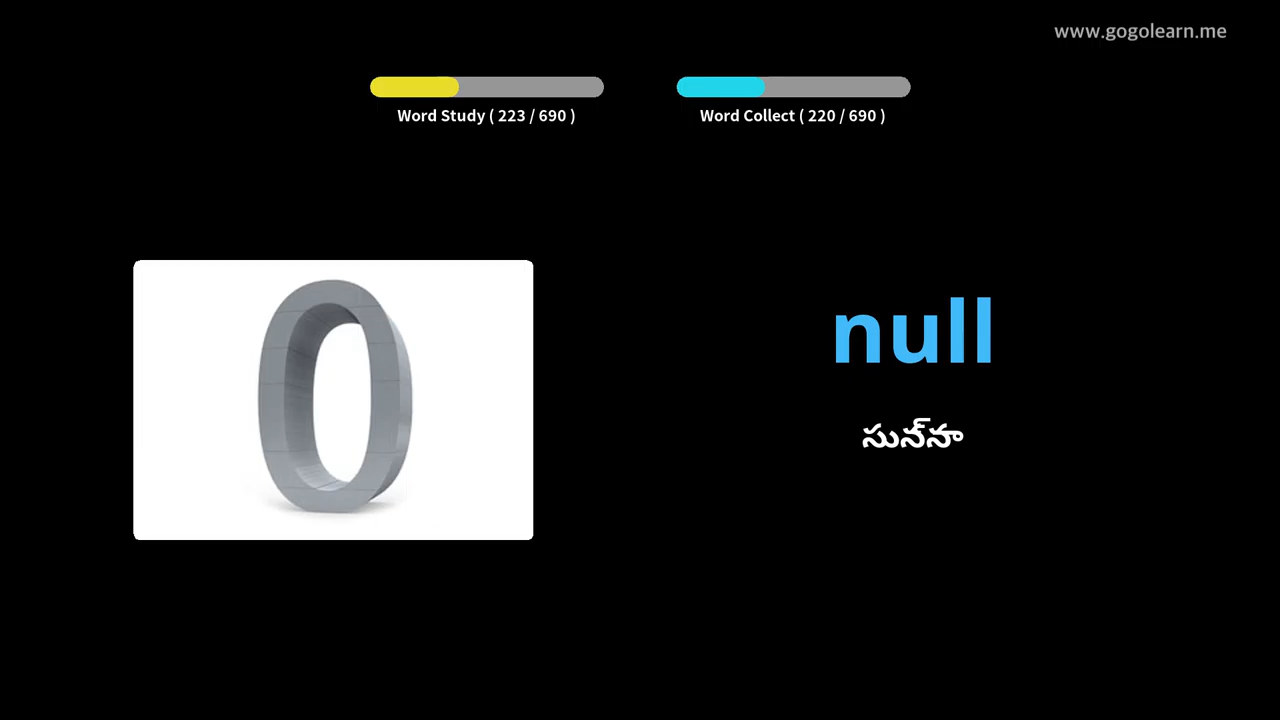 www.gogolearn.me
Word Study ( 223 / 690 )
Word Collect ( 220 / 690 )
0
null
సున్‌నా